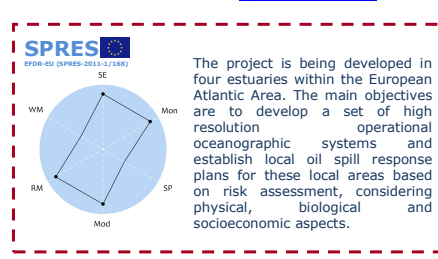 SPRES
EFDR-EU (SPRES-2011-1/168)
SE
WM
Mon
RM
SP
Mod
The project is being developed in
four estuaries within the European
Atlantic Area. The main objectives
are to develop a set of high
resolution operational
oceanographic systems and
establish local oil spill response
plans for these local areas based
on risk assessment, considering
physical, biological and
socioeconomic aspects.